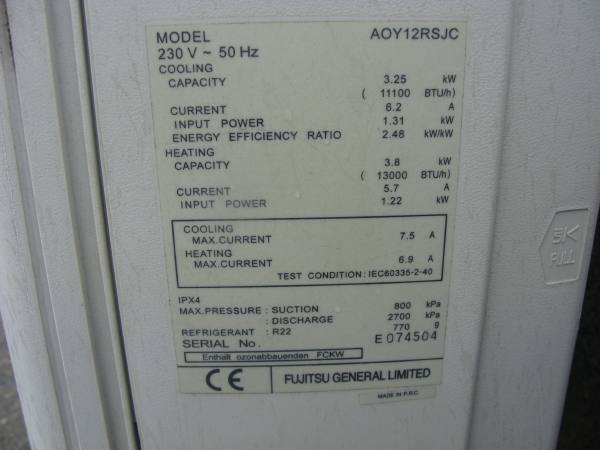 MODEL AOY12RSJC
230 V ~ 50 Hz
COOLING
CAPACITY 3.25 kW
( 11100 BTU/h)
CURRENT 6.2 A
INPUT POWER 1.31 kW
ENERGY EFFICIENCY RATIO 2.48 kW/kW
HEATING
CAPACITY 3.8 kW
( 13000 BTU/h)
CURRENT 5.7 A
INPUT POWER 1.22 kW
COOLING
MAX.CURRENT 7.5 A
HEATING
MAX.CURRENT 6.9 A
TEST CONDITION : IEC60335-2-40
IPX4
MAX.PRESSURE : SUCTION 800 kPa
: DISCHARGE 2700 kPa
REFRIGERANT : R22 770 g
SERIAL No. E074504
Enthält ozonabbauenden FCKW
CE FUJITSU GENERAL LIMITED
MADE IN P.R.C
PULL